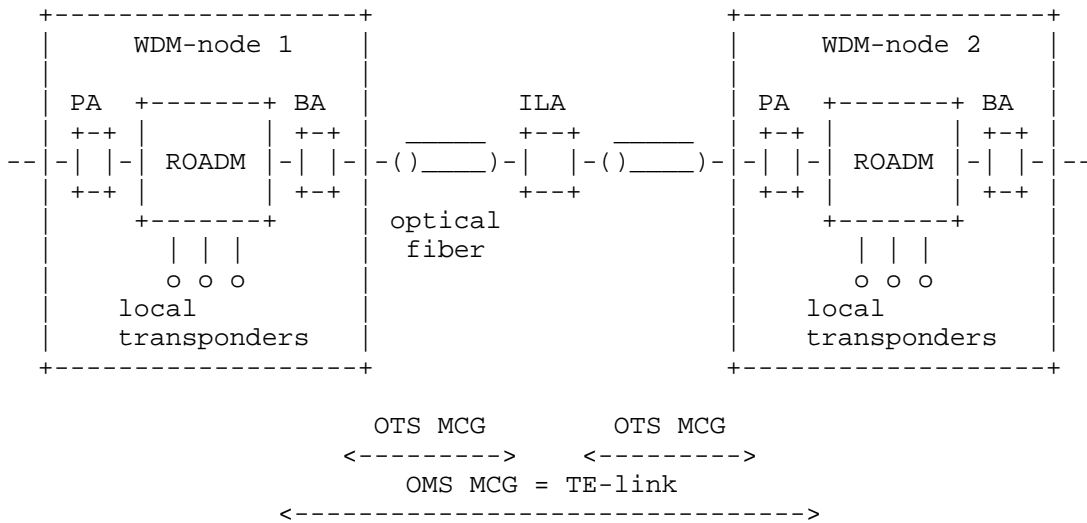 WDM-node 1 WDM-node 2
PA BA ILA PA BA
ROADM ROADM
optical
fiber
o o o o o o
local local
transponders transponders
OTS MCG OTS MCG
OMS MCG = TE-link